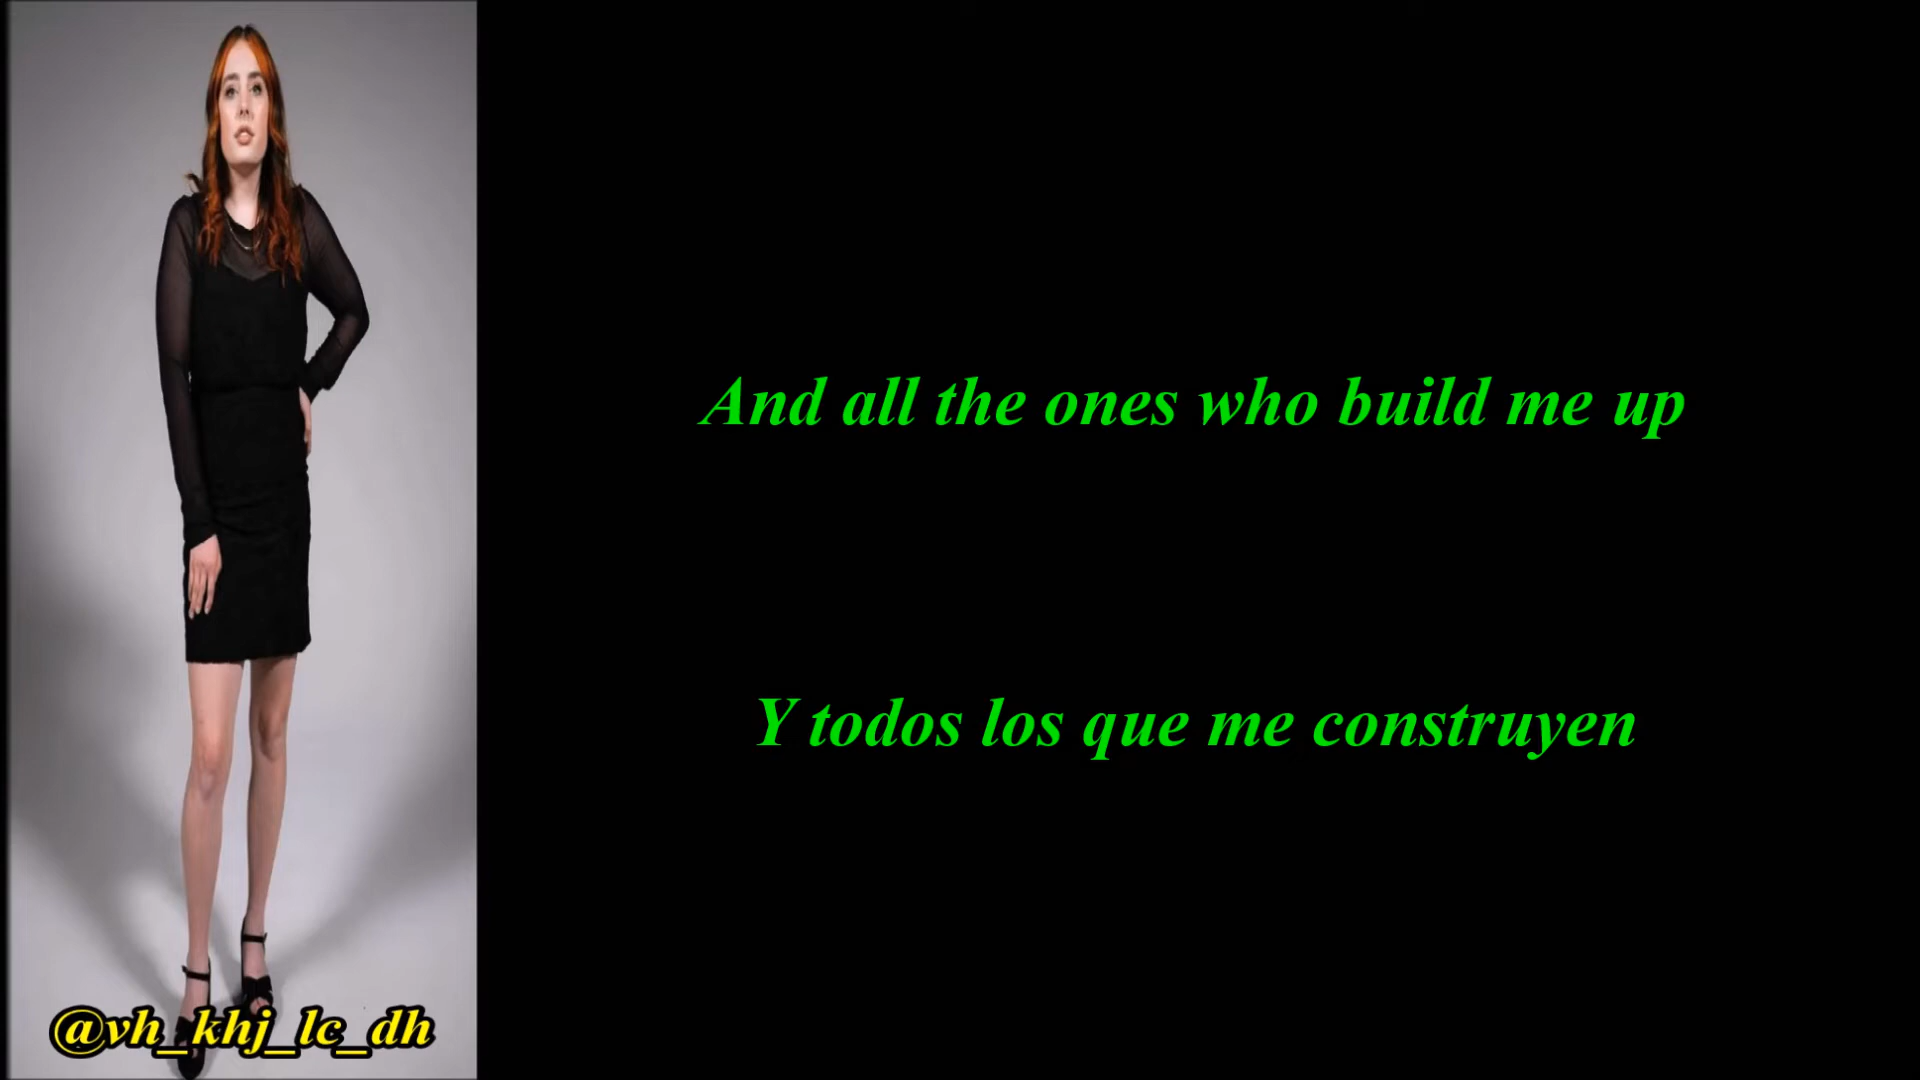 And all the ones who build me up
Y todos los que me construyen
@vh_khj_lc_dh